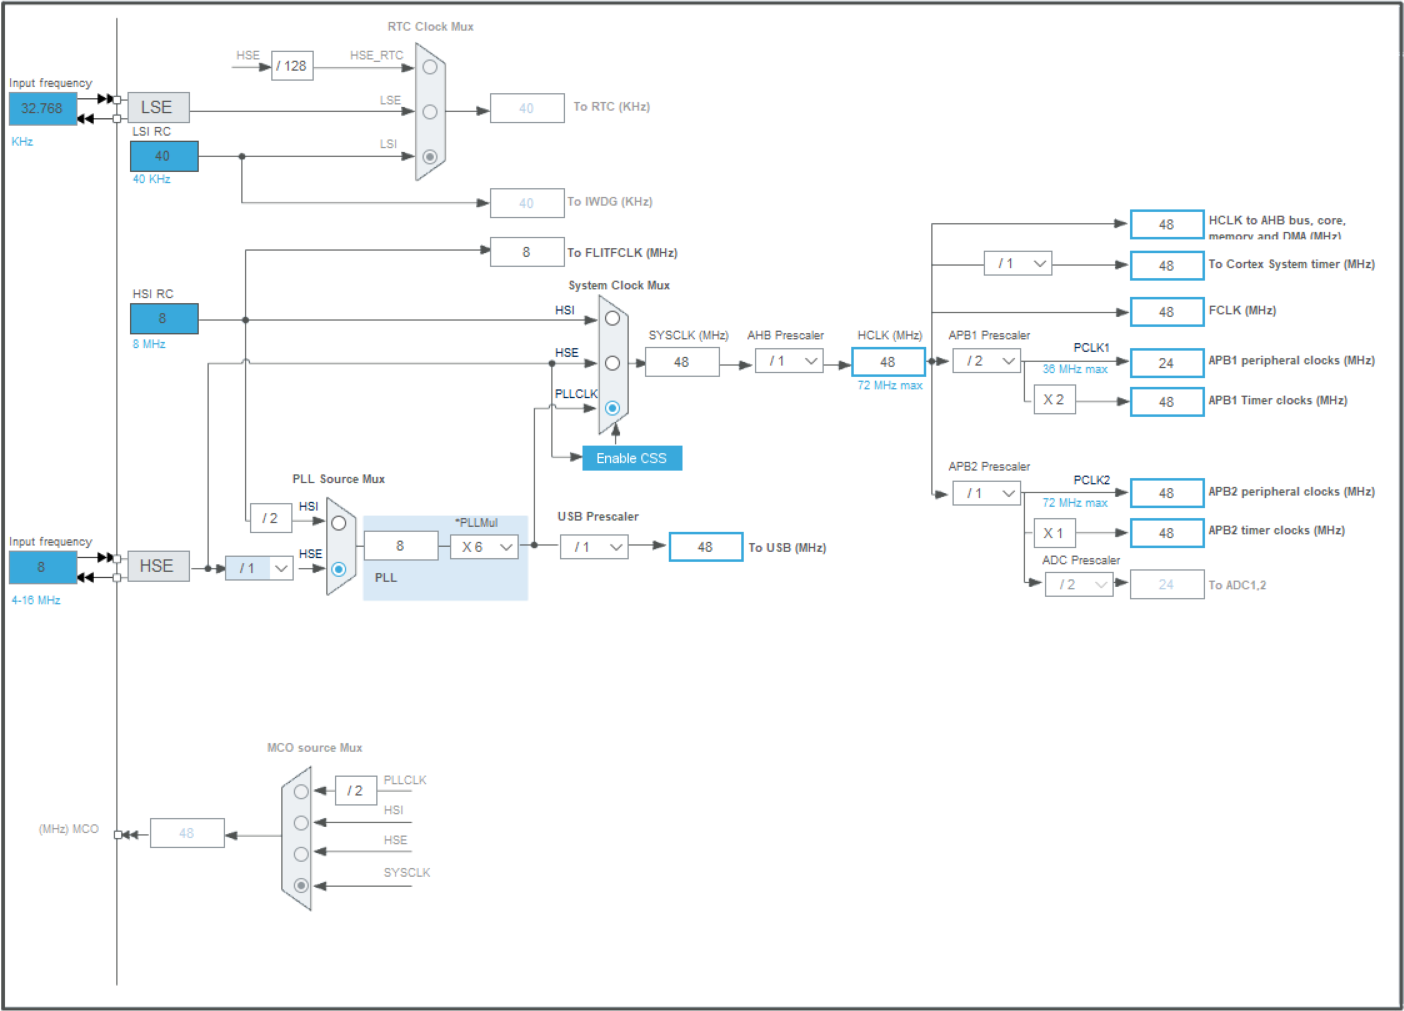 RTC Clock Mux
HSE
/ 128
HSE_RTC
Input frequency
32.768
KHz
LSE
LSE
40
To RTC (KHz)
LSI RC
40
40 KHz
LSI
40
To IWDG (KHz)
8
To FLITFCLK (MHz)
HSI RC
8
8 MHz
System Clock Mux
HSI
HSE
PLLCLK
Enable CSS
SYSCLK (MHz)
48
AHB Prescaler
/ 1
HCLK (MHz)
48
72 MHz max
48
HCLK to AHB bus, core,
memory and DMA (MHz)
/ 1
48
To Cortex System timer (MHz)
48
FCLK (MHz)
APB1 Prescaler
/ 2
PCLK1
36 MHz max
24
APB1 peripheral clocks (MHz)
X 2
48
APB1 Timer clocks (MHz)
APB2 Prescaler
/ 1
PCLK2
72 MHz max
48
APB2 peripheral clocks (MHz)
X 1
48
APB2 timer clocks (MHz)
ADC Prescaler
/ 2
24
To ADC1,2
PLL Source Mux
/ 2
HSI
Input frequency
8
4-16 MHz
HSE
/ 1
HSE
*PLLMul
8
X 6
PLL
USB Prescaler
/ 1
48
To USB (MHz)
MCO source Mux
/ 2
PLLCLK
HSI
HSE
SYSCLK
(MHz) MCO
48